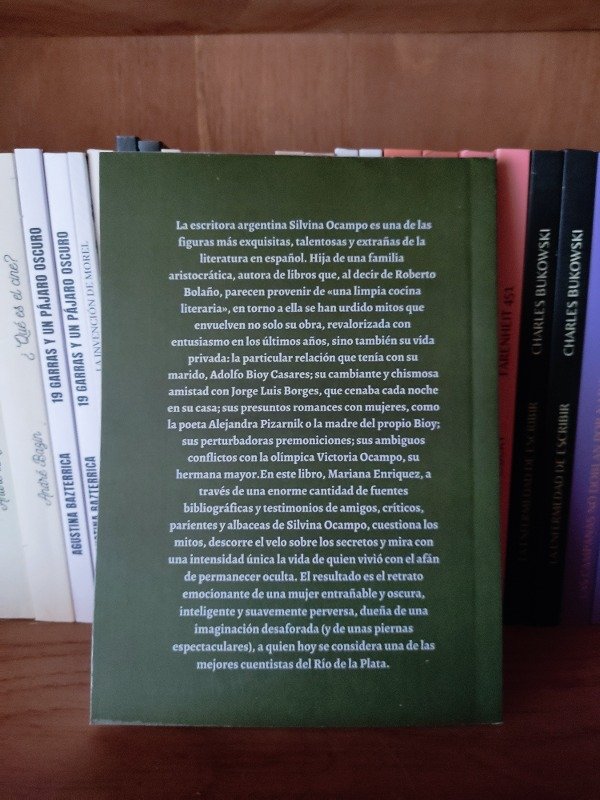 La escritora argentina Silvina Ocampo es una de las
figuras más exquisitas, talentosas y extrañas de la
literatura en español. Hija de una familia
aristocrática, autora de libros que, al decir de Roberto
Bolaño, parecen provenir de «una limpia cocina
literaria», en torno a ella se han urdido mitos que
envuelven no solo su obra, revalorizada con
entusiasmo en los últimos años, sino también su vida
privada: la particular relación que tenía con su
marido, Adolfo Bioy Casares; su cambiante y chismosa
amistad con Jorge Luis Borges, que cenaba cada noche
en su casa; sus presuntos romances con mujeres, como
la poeta Alejandra Pizarnik o la madre del propio Bioy;
sus perturbadoras premoniciones; sus ambiguos
conflictos con la olímpica Victoria Ocampo, su
hermana mayor.En este libro, Mariana Enriquez, a
través de una enorme cantidad de fuentes
bibliográficas y testimonios de amigos, críticos,
parientes y albaceas de Silvina Ocampo, cuestiona los
mitos, descorre el velo sobre los secretos y mira con
una intensidad única la vida de quien vivió con el afán
de permanecer oculta. El resultado es el retrato
emocionante de una mujer entrañable y oscura,
inteligente y suavemente perversa, dueña de una
imaginación desaforada (y de unas piernas
espectaculares), a quien hoy se considera una de las
mejores cuentistas del Río de la Plata.
¿Qué es el cine?
André Bazin
19 GARRAS Y UN PÁJARO OSCURO
AGUSTINA BAZTERRICA
19 GARRAS Y UN PÁJARO OSCURO
LA INVENCIÓN DE MOREL
FARENHEIT 451
CHARLES BUKOWSKI
LA ENFERMEDAD DE ESCRIBIR
CHARLES BUKOWSKI
LA ENFERMEDAD DE ESCRIBIR